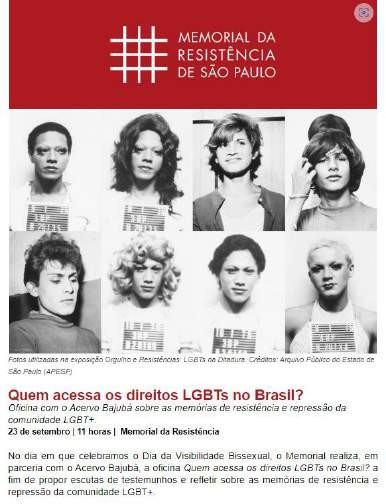 MEMORIAL DA
RESISTÊNCIA
DE SÃO PAULO
Fotos utilizadas na exposição Orgulho e Resistências: LGBTs na Ditadura. Créditos: Arquivo Público do Estado de
São Paulo (APESP)
Quem acessa os direitos LGBTs no Brasil?
Oficina com o Acervo Bajubá sobre as memórias de resistência e repressão da
comunidade LGBT+.
23 de setembro | 11 horas | Memorial da Resistência
No dia em que celebramos o Dia da Visibilidade Bissexual, o Memorial realiza, em
parceria com o Acervo Bajubá, a oficina Quem acessa os direitos LGBTs no Brasil? a
fim de propor escutas de testemunhos e refletir sobre as memórias de resistência e
repressão da comunidade LGBT+.